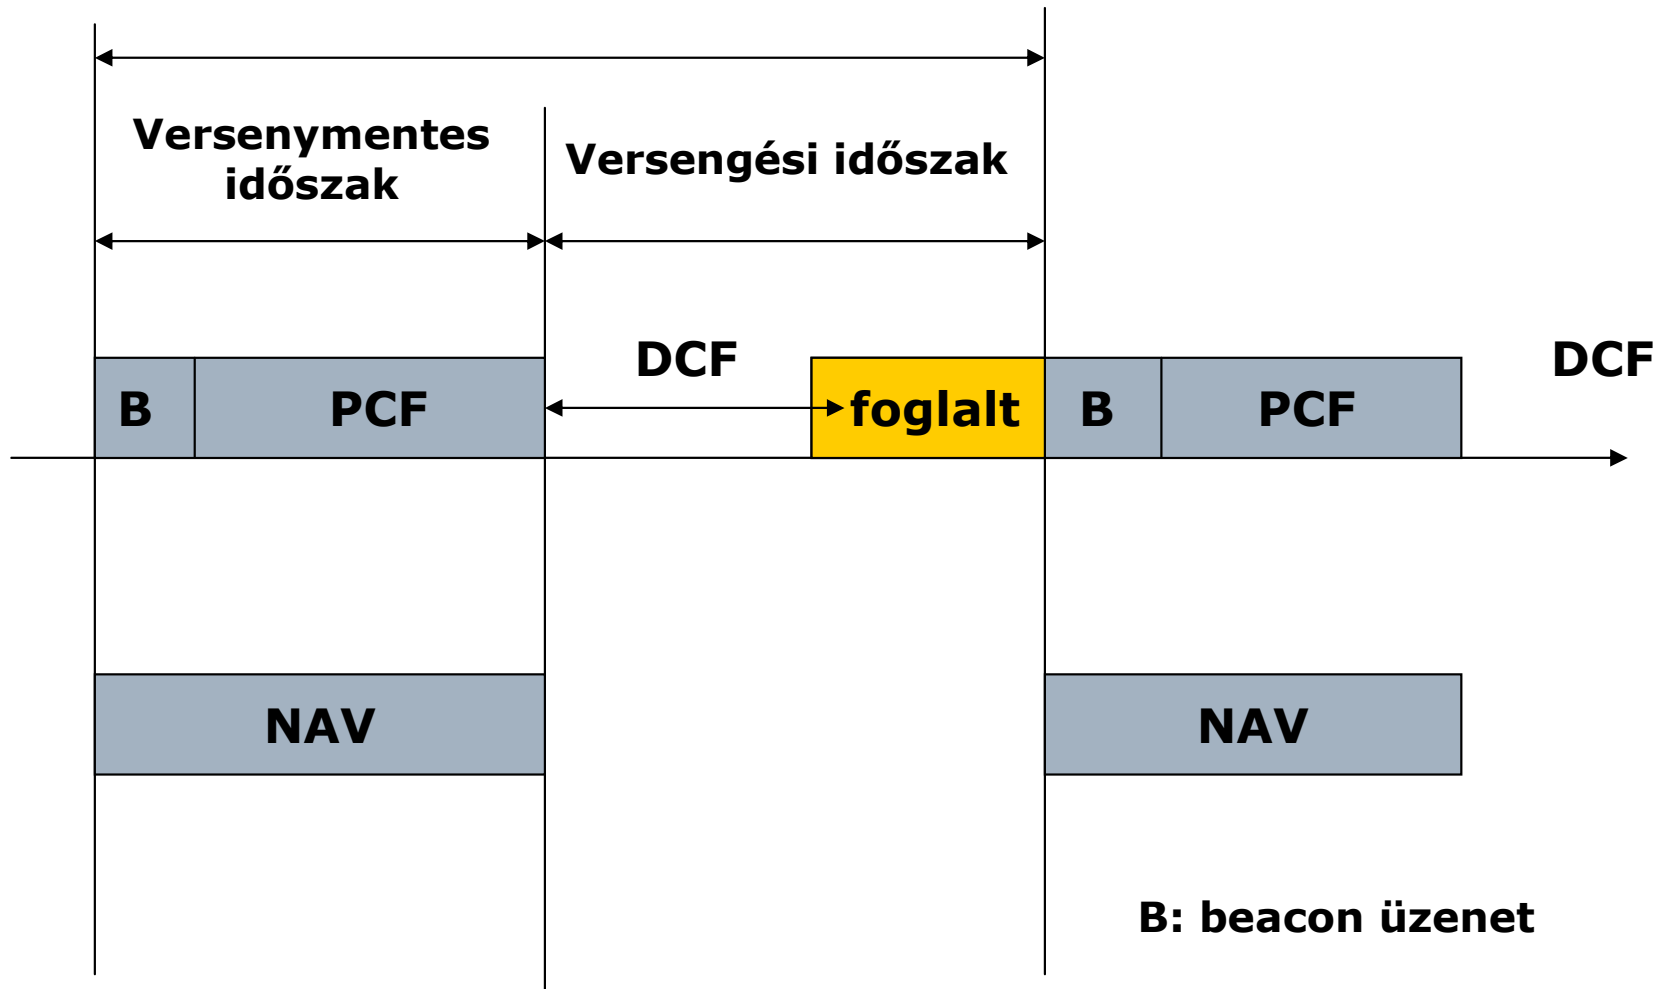 Versenymentes
időszak
Versengési időszak
DCF
DCF
B
PCF
foglalt
B
PCF
NAV
NAV
B: beacon üzenet